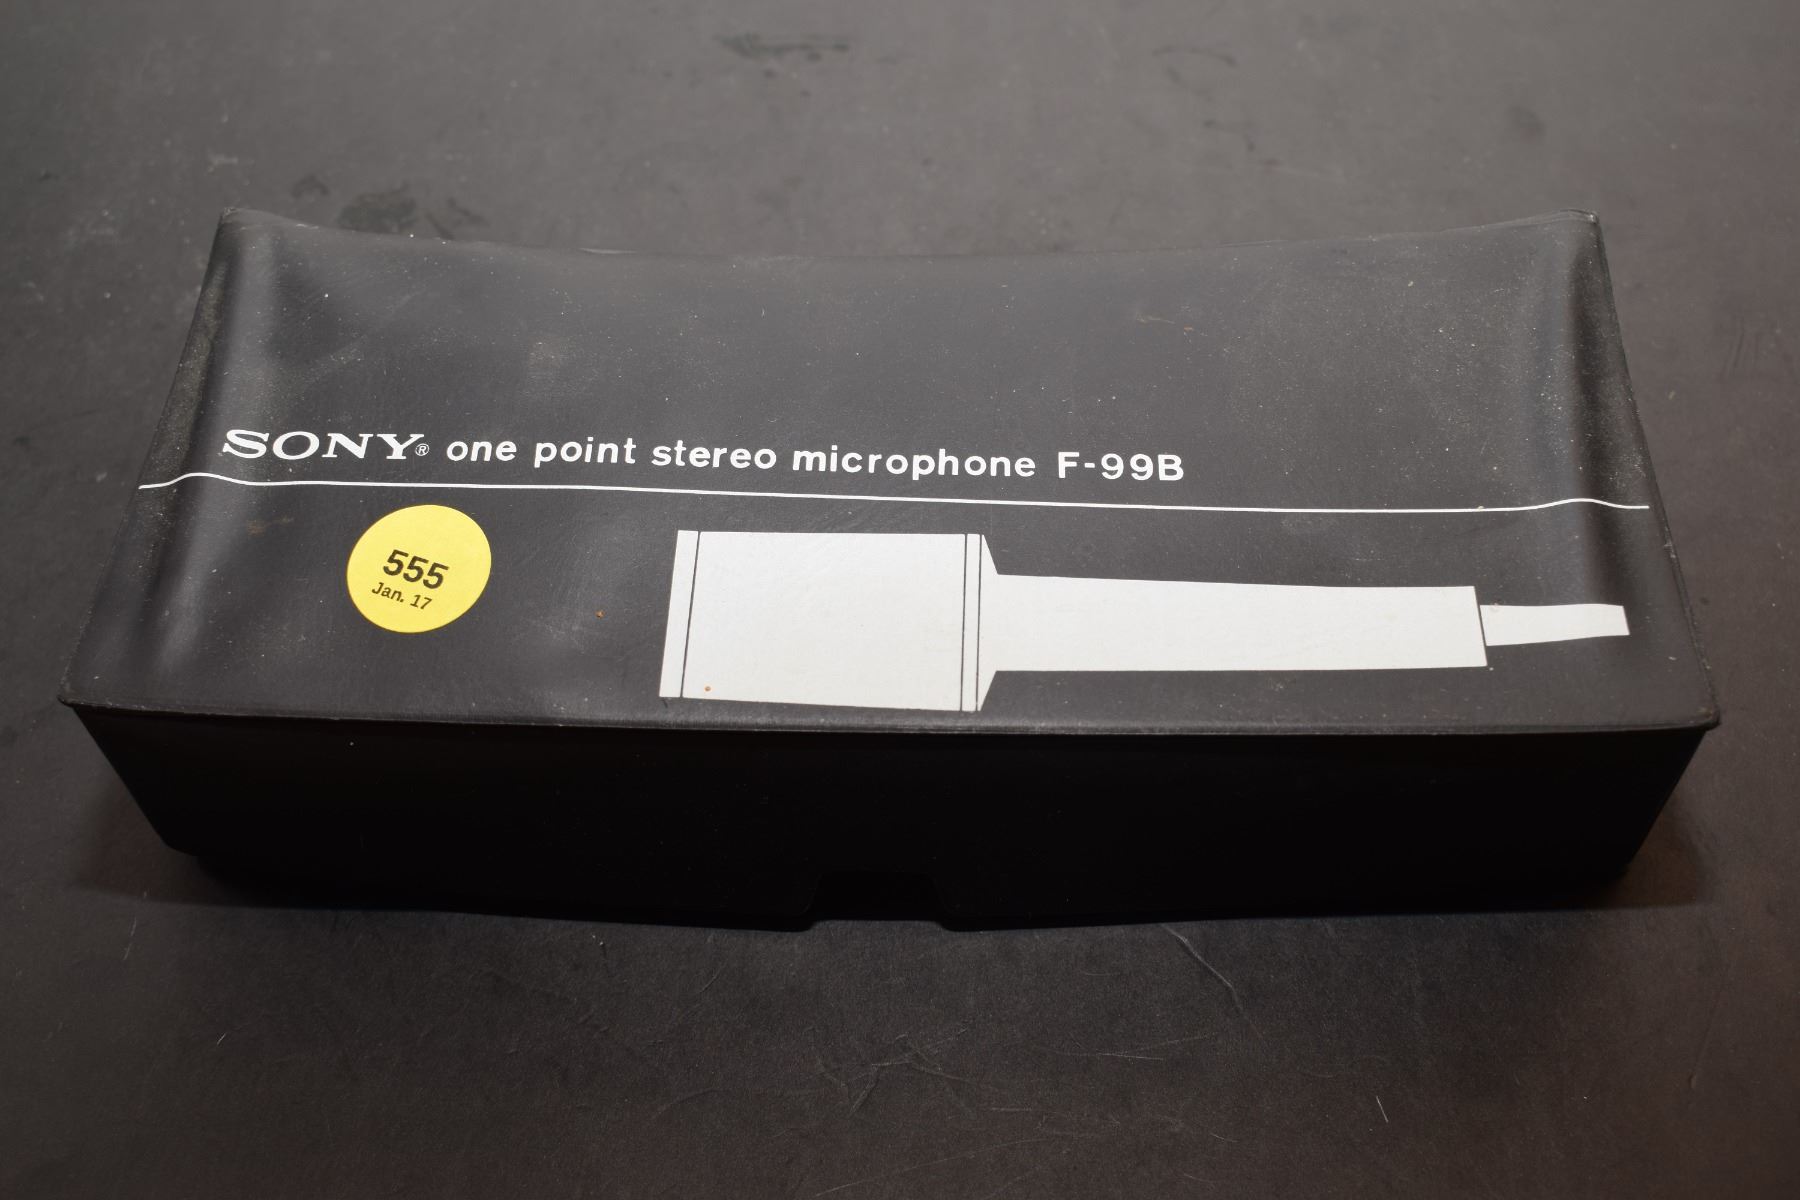 SONY® one point stereo microphone F-99B
555
Jan. 17